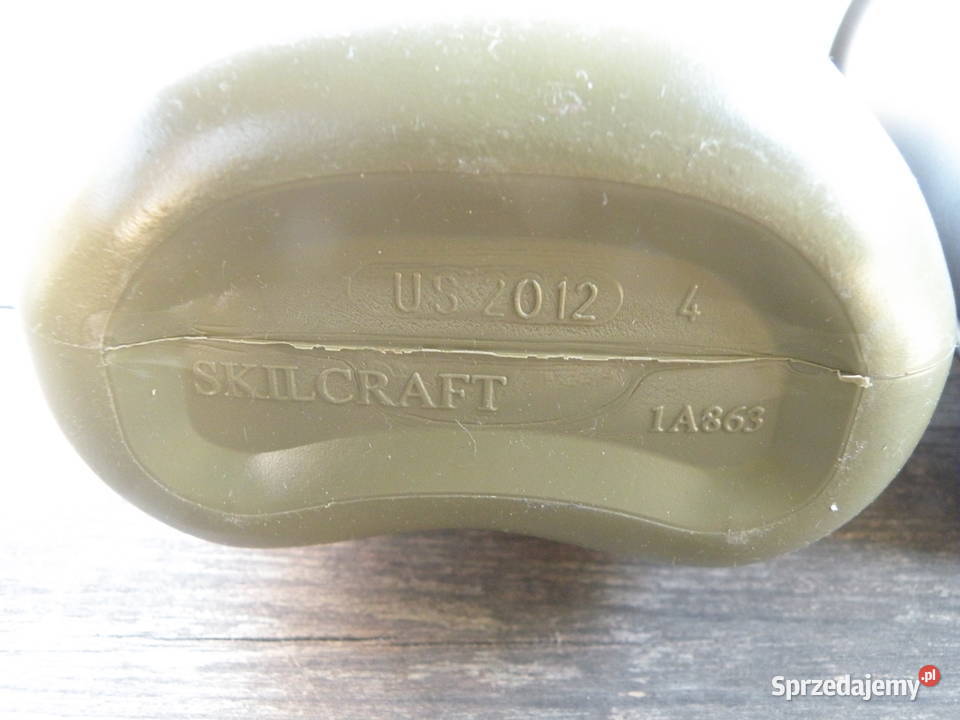 US 2012 4
SKILCRAFT
1A863
Sprzedajemy.pl